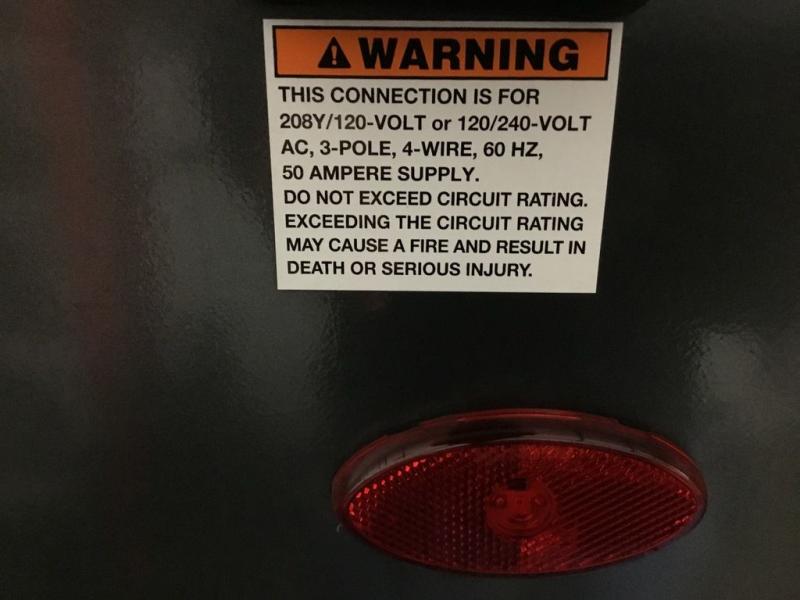 WARNING
THIS CONNECTION IS FOR
208Y/120-VOLT or 120/240-VOLT
AC, 3-POLE, 4-WIRE, 60 HZ,
50 AMPERE SUPPLY.
DO NOT EXCEED CIRCUIT RATING.
EXCEEDING THE CIRCUIT RATING
MAY CAUSE A FIRE AND RESULT IN
DEATH OR SERIOUS INJURY.